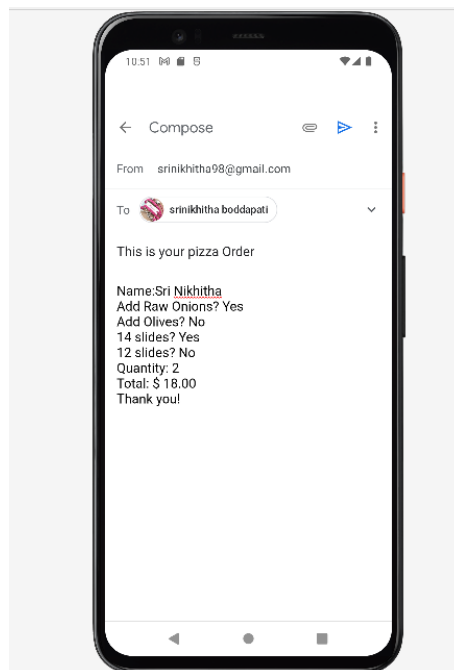 10.51
Compose
From srinikhitha98@gmail.com
To srinikhitha boddapati
This is your pizza Order
Name:Sri Nikhitha
Add Raw Onions? Yes
Add Olives? No
14 slides? Yes
12 slides? No
Quantity: 2
Total: $ 18.00
Thank you!